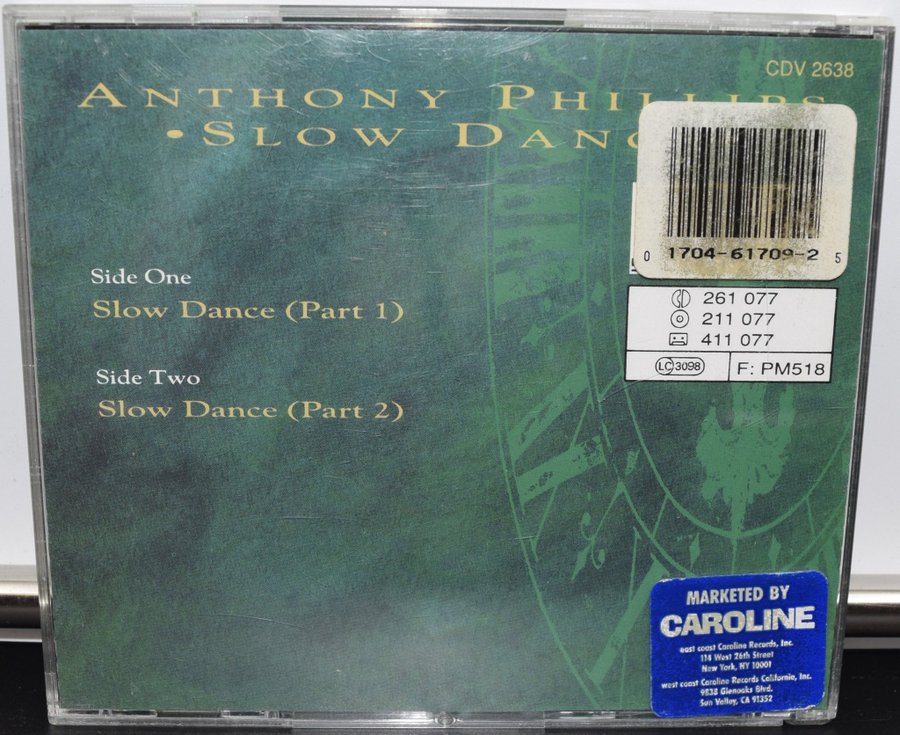 CDV 2638
ANTHONY PHILLIPS
•SLOW DANC
0 1704-61709-2 5
Side One
Slow Dance (Part 1)
Side Two
Slow Dance (Part 2)
261 077
211 077
411 077
LC 3098 F: PM518
MARKETED BY
CAROLINE
east coast Caroline Records, Inc.
114 West 26th Street
New York, NY 10001
west coast Caroline Records California, Inc.
9838 Glenoaks Blvd.
Sun Valley, CA 91352